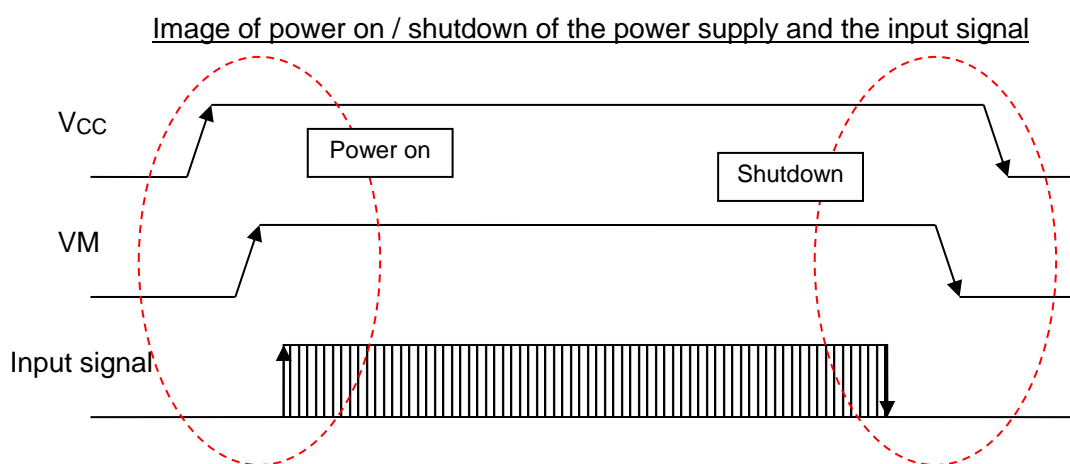 Image of power on / shutdown of the power supply and the input signal
VCC
Power on
Shutdown
VM
Input signal